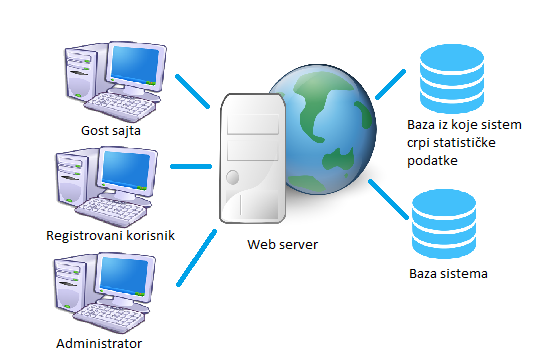 Gost sajta
Registrovani korisnik
Administrator
Web server
Baza iz koje sistem
crpi statističke
podatke
Baza sistema